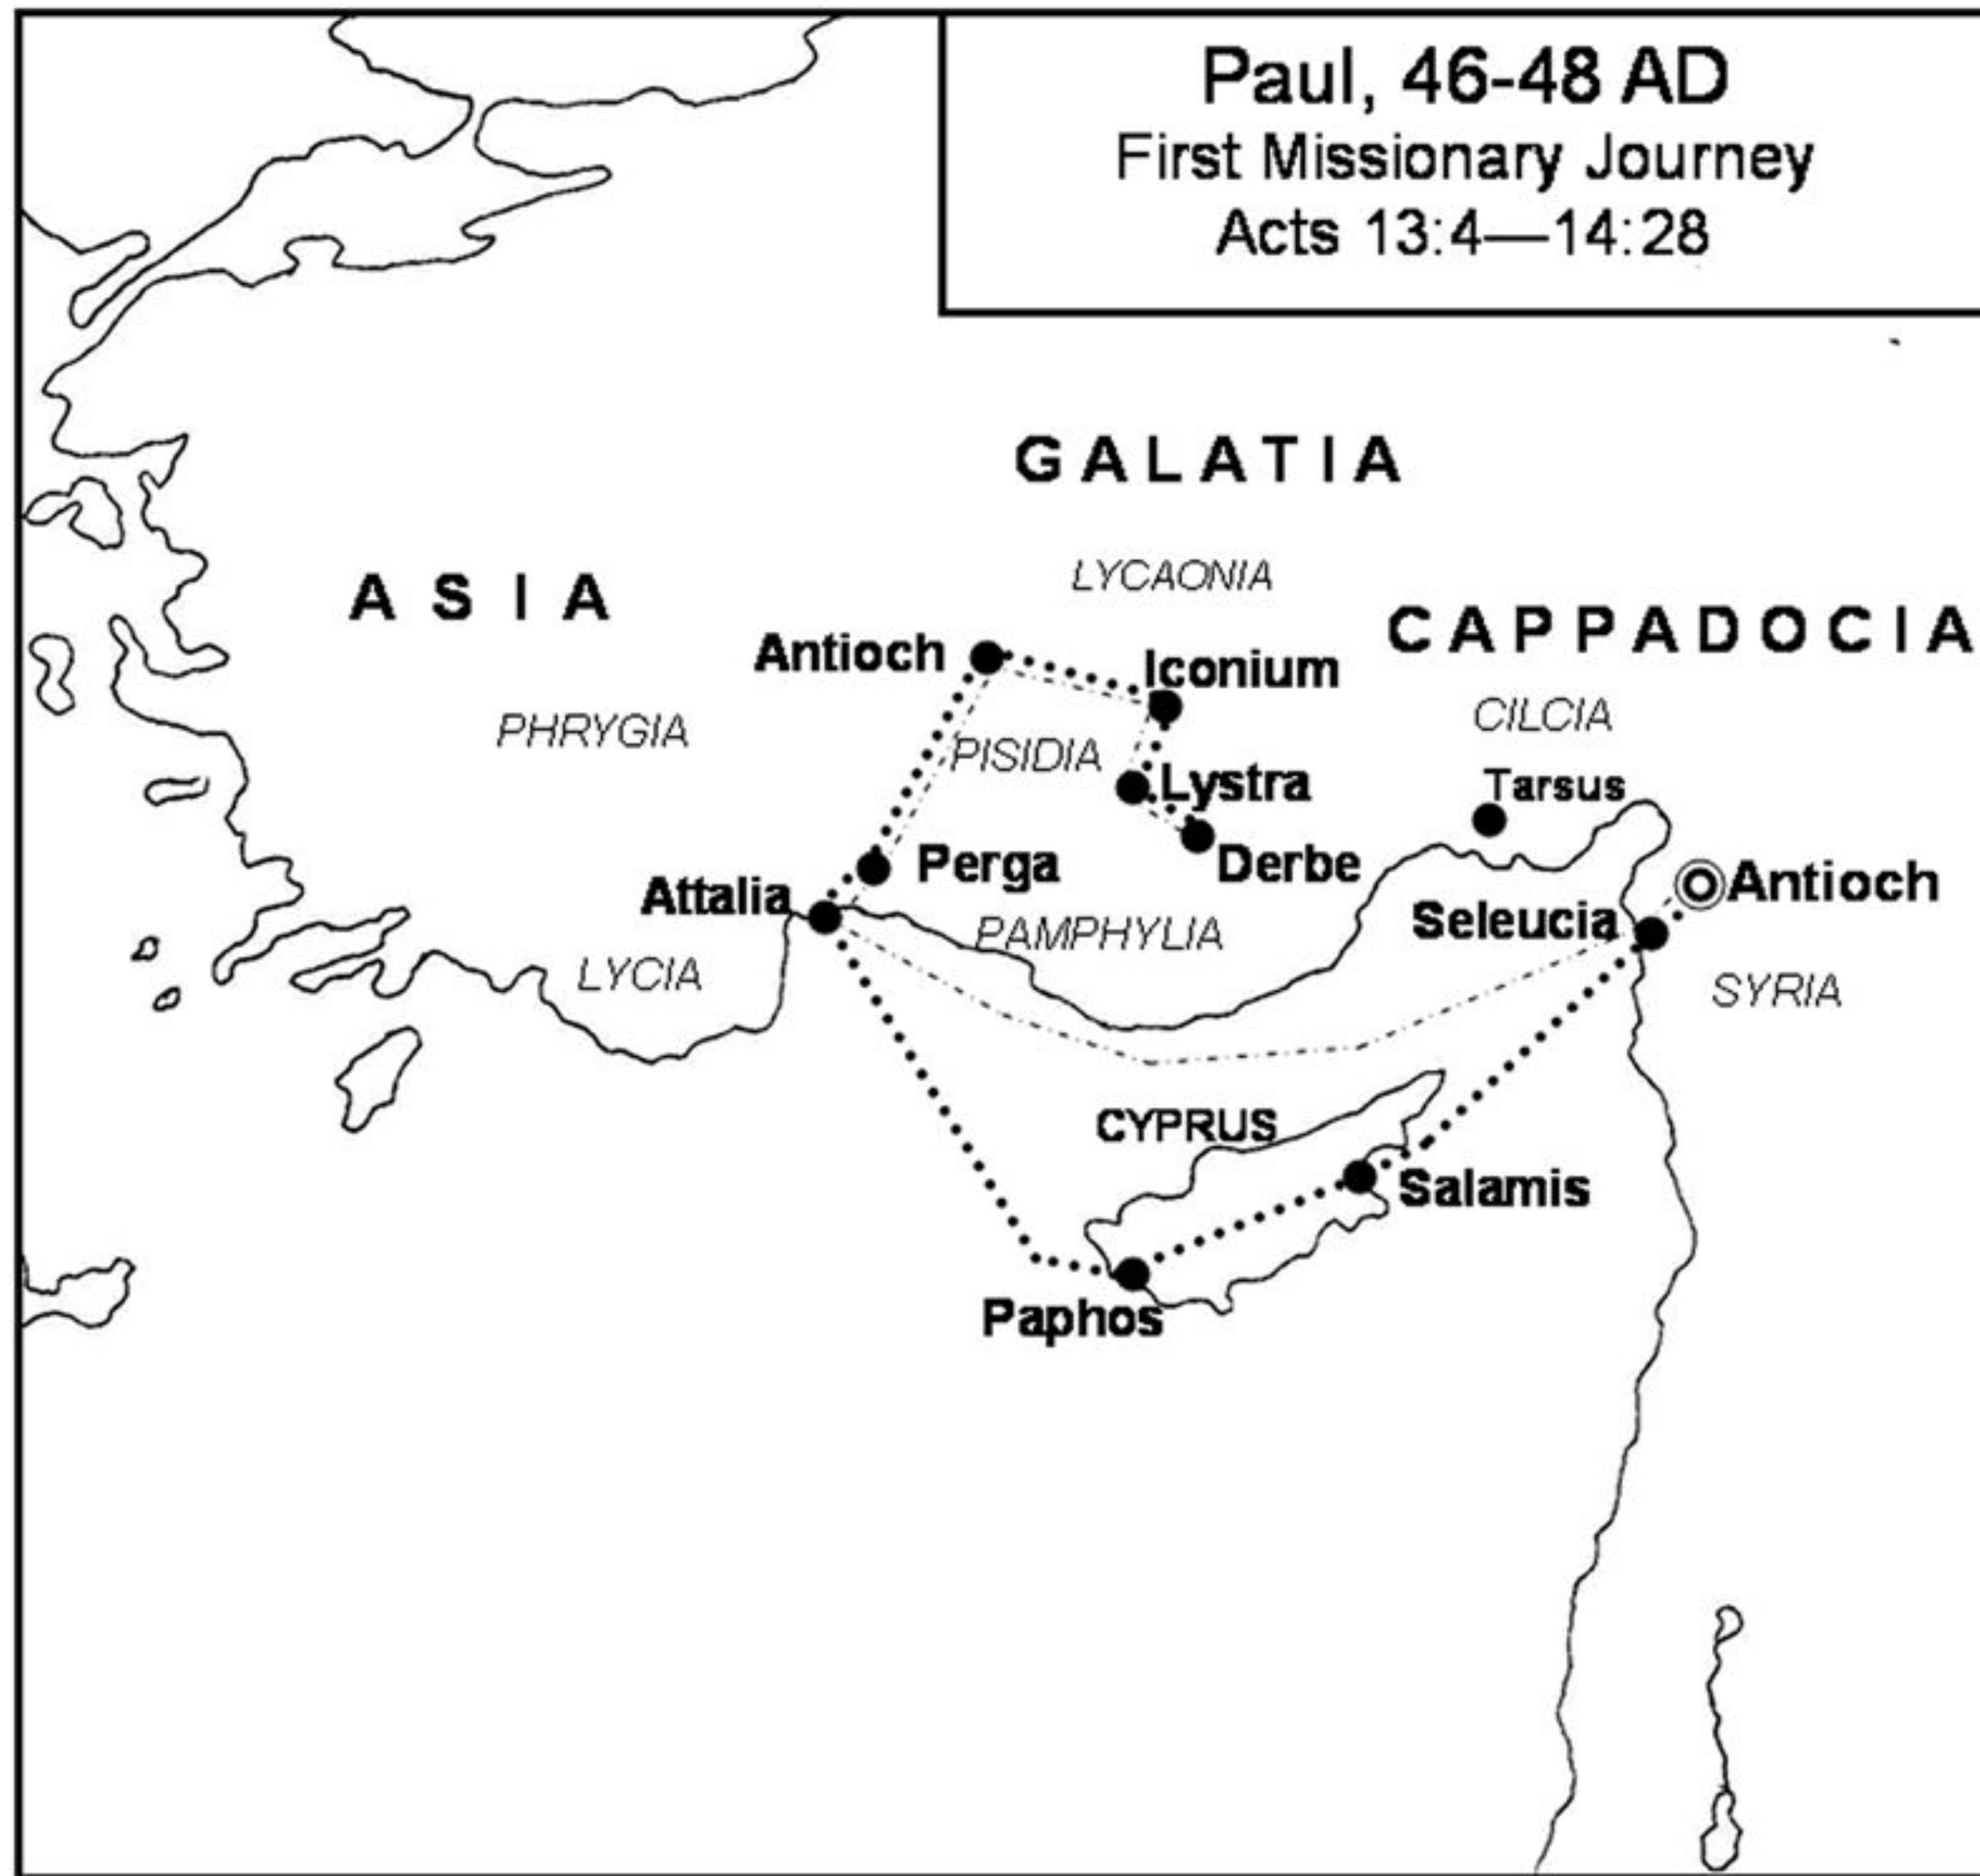 Paul, 46-48 AD
First Missionary Journey
Acts 13:4—14:28
GALATIA
LYCAONIA
ASIA
CAPPADOCIA
Antioch
Iconium
CILCIA
PHRYGIA
PISIDIA
Lystra
Tarsus
Perga
Derbe
Antioch
Attalia
Seleucia
PAMPHYLIA
LYCIA
SYRIA
CYPRUS
Salamis
Paphos